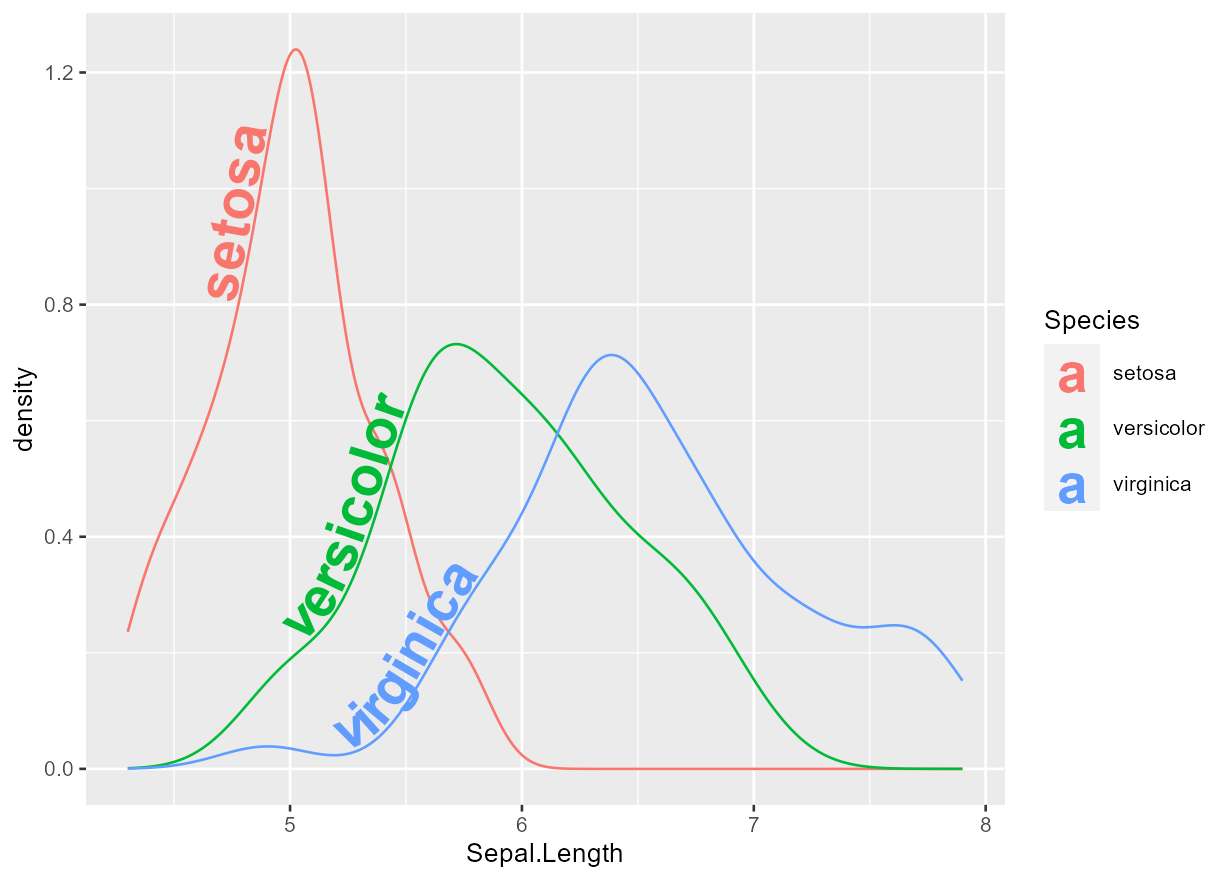 1.2
0.8
0.4
0.0
density
setosa
versicolor
virginica
5 6 7 8
Sepal.Length
Species
a setosa
a versicolor
a virginica